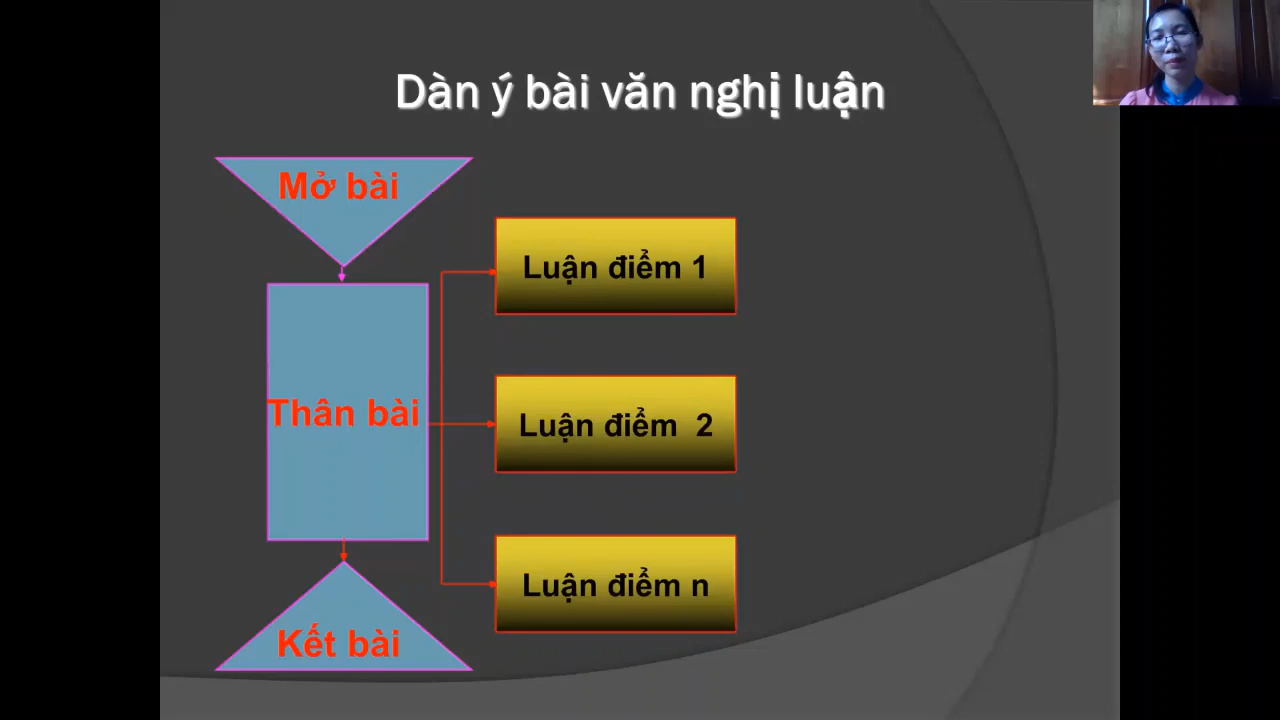 Dàn ý bài văn nghị luận
Mở bài
Luận điểm 1
Thân bài
Luận điểm 2
Luận điểm n
Kết bài